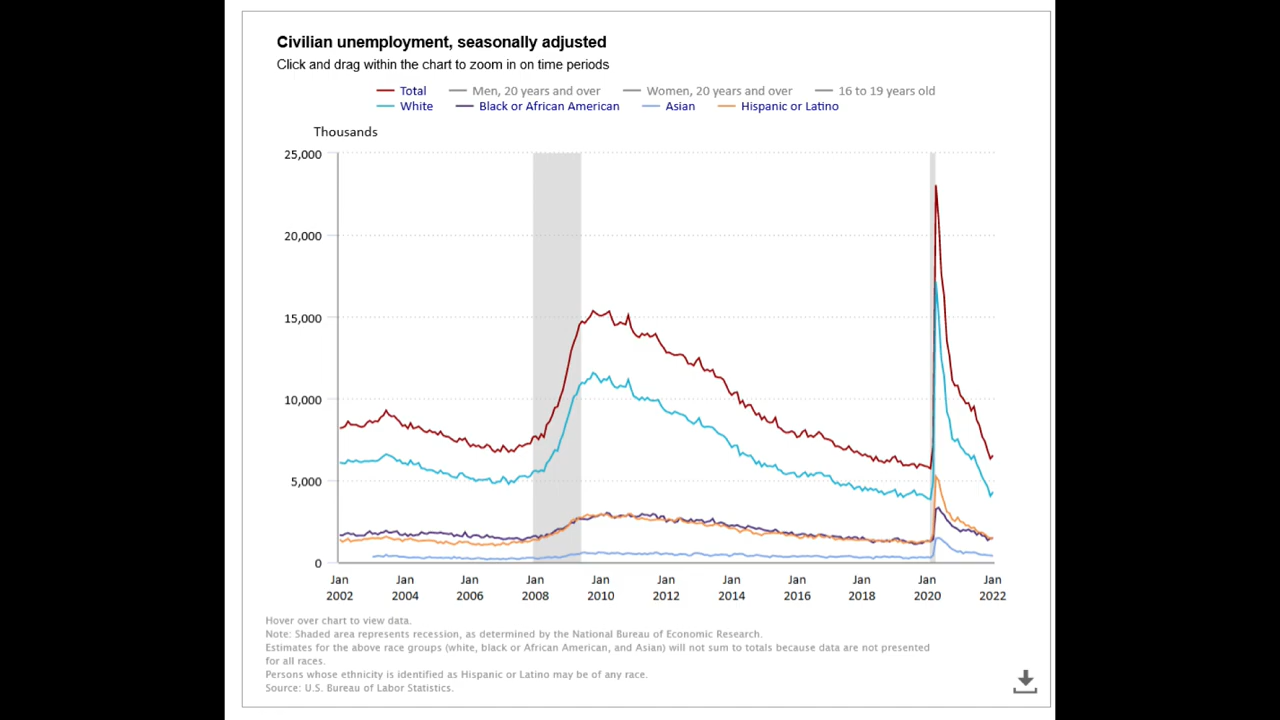 Civilian unemployment, seasonally adjusted
Click and drag within the chart to zoom in on time periods
Total Men, 20 years and over Women, 20 years and over 16 to 19 years old
White Black or African American Asian Hispanic or Latino
Thousands
25,000
20,000
15,000
10,000
5,000
0
Jan Jan Jan Jan Jan Jan Jan Jan Jan Jan Jan
2002 2004 2006 2008 2010 2012 2014 2016 2018 2020 2022
Hover over chart to view data.
Note: Shaded area represents recession, as determined by the National Bureau of Economic Research.
Estimates for the above race groups (white, black or African American, and Asian) will not sum to totals because data are not presented
for all races.
Persons whose ethnicity is identified as Hispanic or Latino may be of any race.
Source: U.S. Bureau of Labor Statistics.